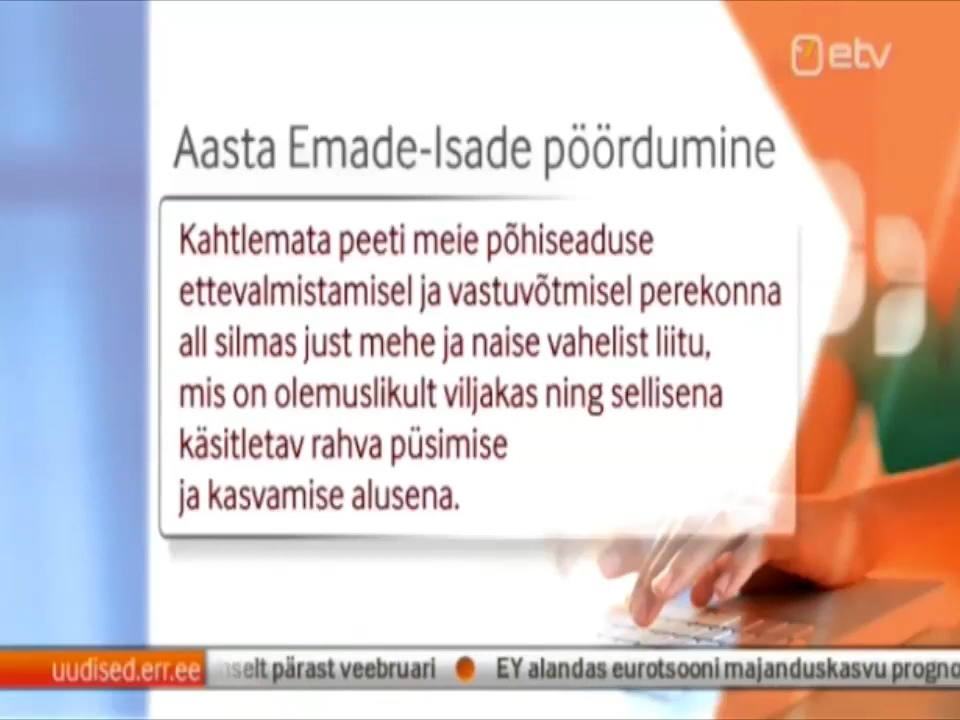 etv
Aasta Emade-Isade pöördumine
Kahtlemata peeti meie põhiseaduse
ettevalmistamisel ja vastuvõtmisel perekonna
all silmas just mehe ja naise vahelist liitu,
mis on olemuslikult viljakas ning sellisena
käsitletav rahva püsimise
ja kasvamise alusena.
uudised.err.ee pärast veebruari EY alandas eurotsooni majanduskasvu